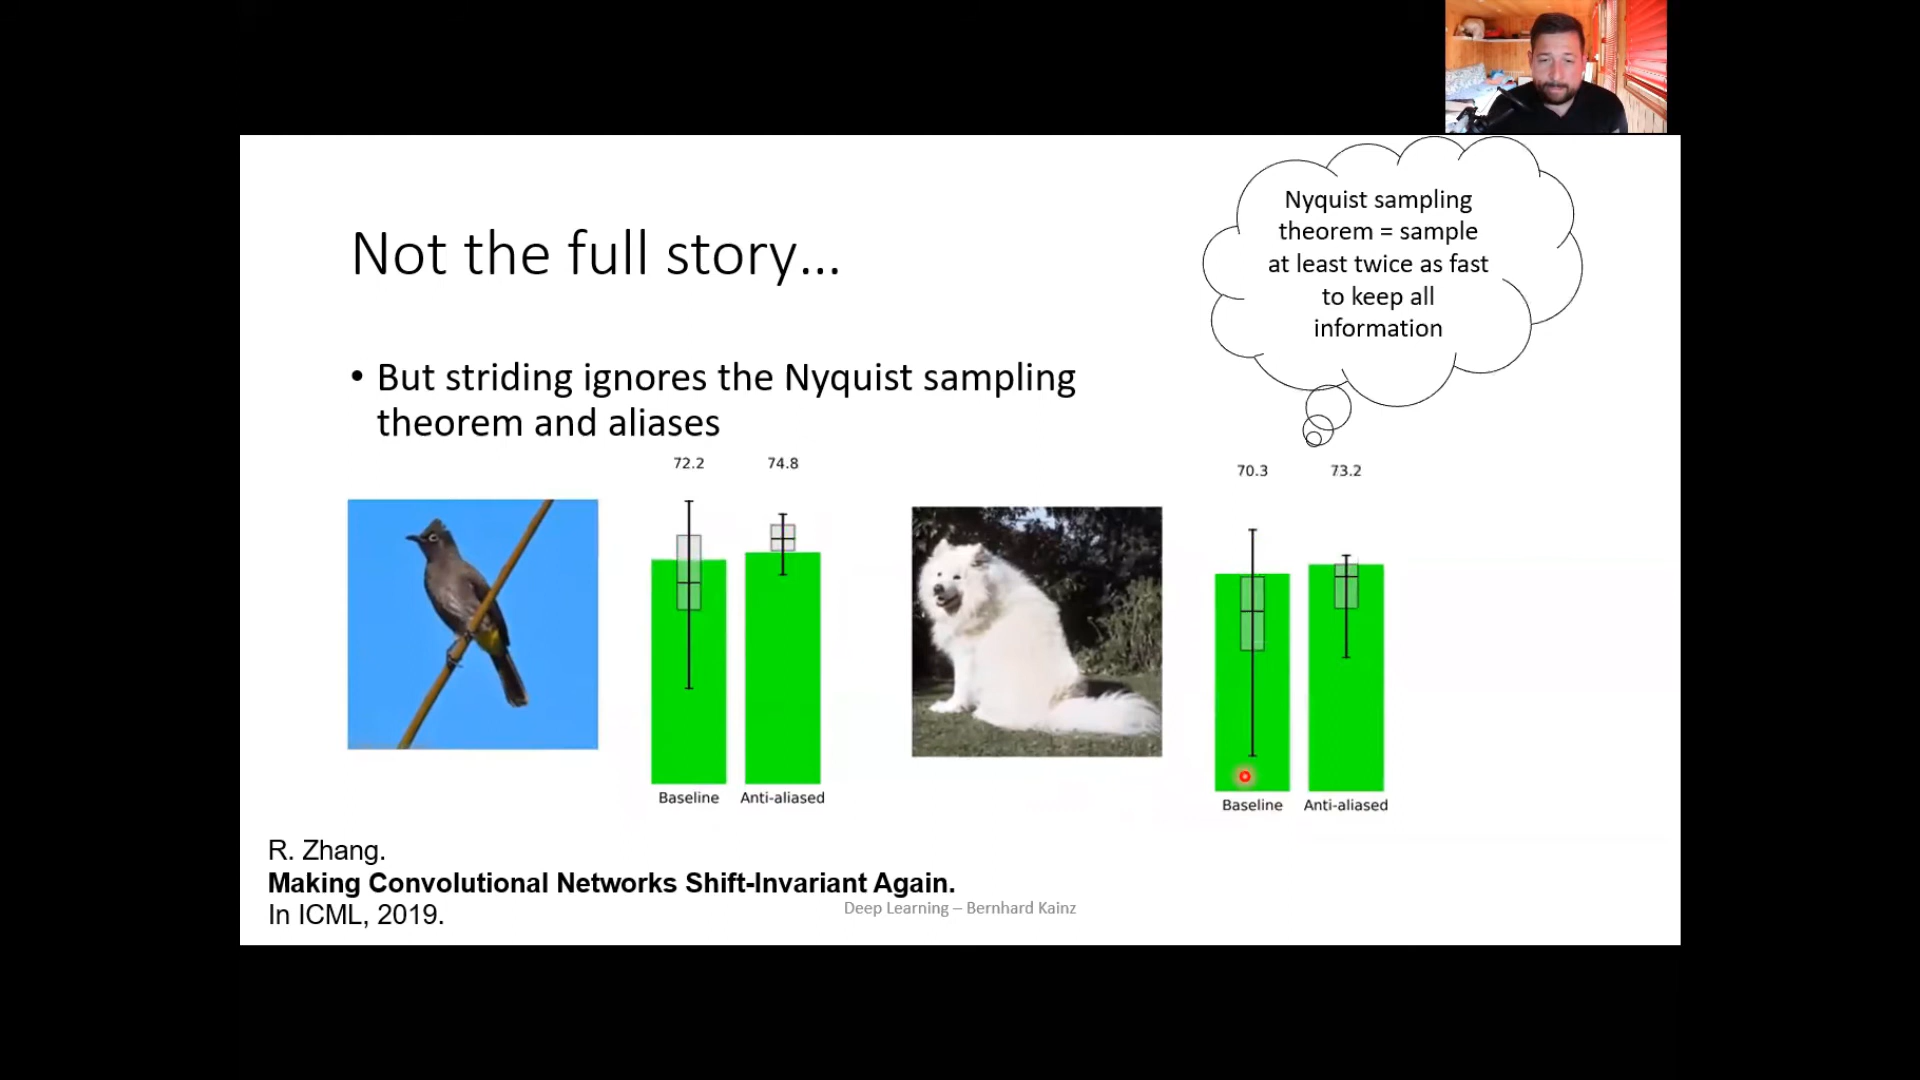 Nyquist sampling
theorem = sample
at least twice as fast
to keep all
information
Not the full story...
• But striding ignores the Nyquist sampling
theorem and aliases
72.2 74.8
70.3 73.2
Baseline Anti-aliased
Baseline Anti-aliased
R. Zhang.
Making Convolutional Networks Shift-Invariant Again.
In ICML, 2019.
Deep Learning – Bernhard Kainz